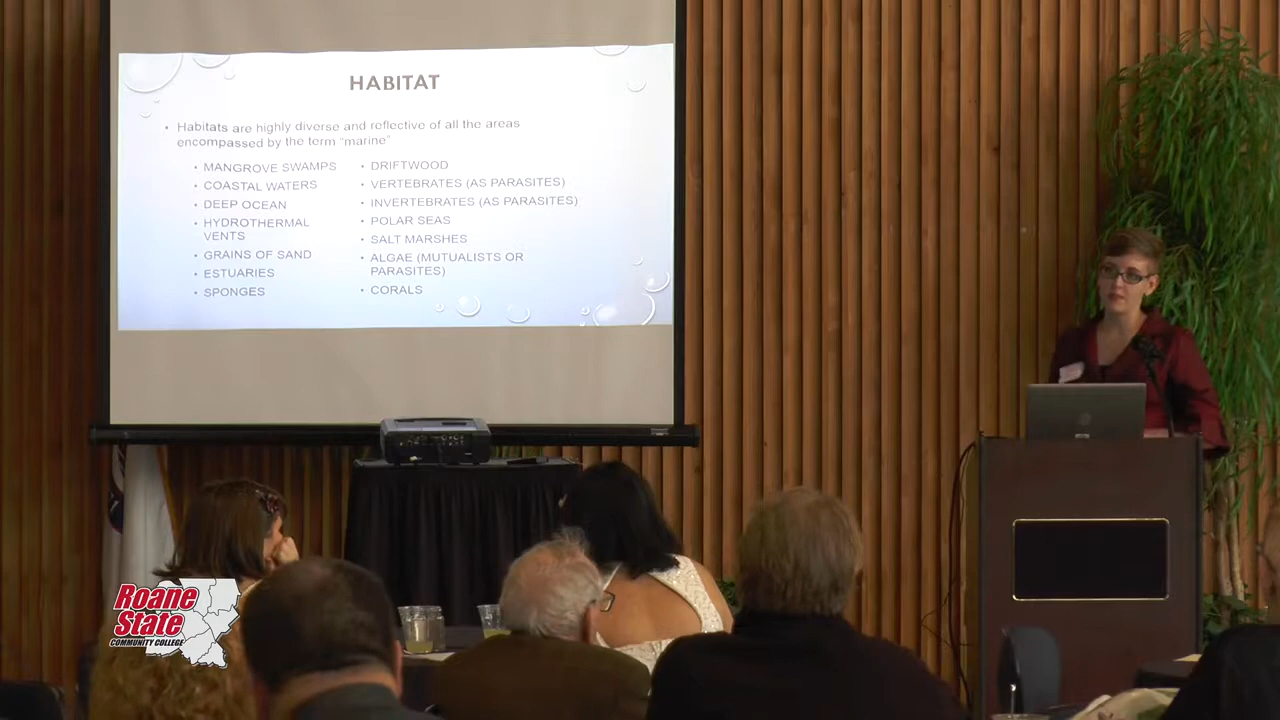 HABITAT
• Habitats are highly diverse and reflective of all the areas
encompassed by the term "marine"
• MANGROVE SWAMPS
• COASTAL WATERS
• DEEP OCEAN
• HYDROTHERMAL
VENTS
• GRAINS OF SAND
• ESTUARIES
• SPONGES
• DRIFTWOOD
• VERTEBRATES (AS PARASITES)
• INVERTEBRATES (AS PARASITES)
• POLAR SEAS
• SALT MARSHES
• ALGAE (MUTUALISTS OR
PARASITES)
• CORALS
Roane
State
COMMUNITY COLLEGE